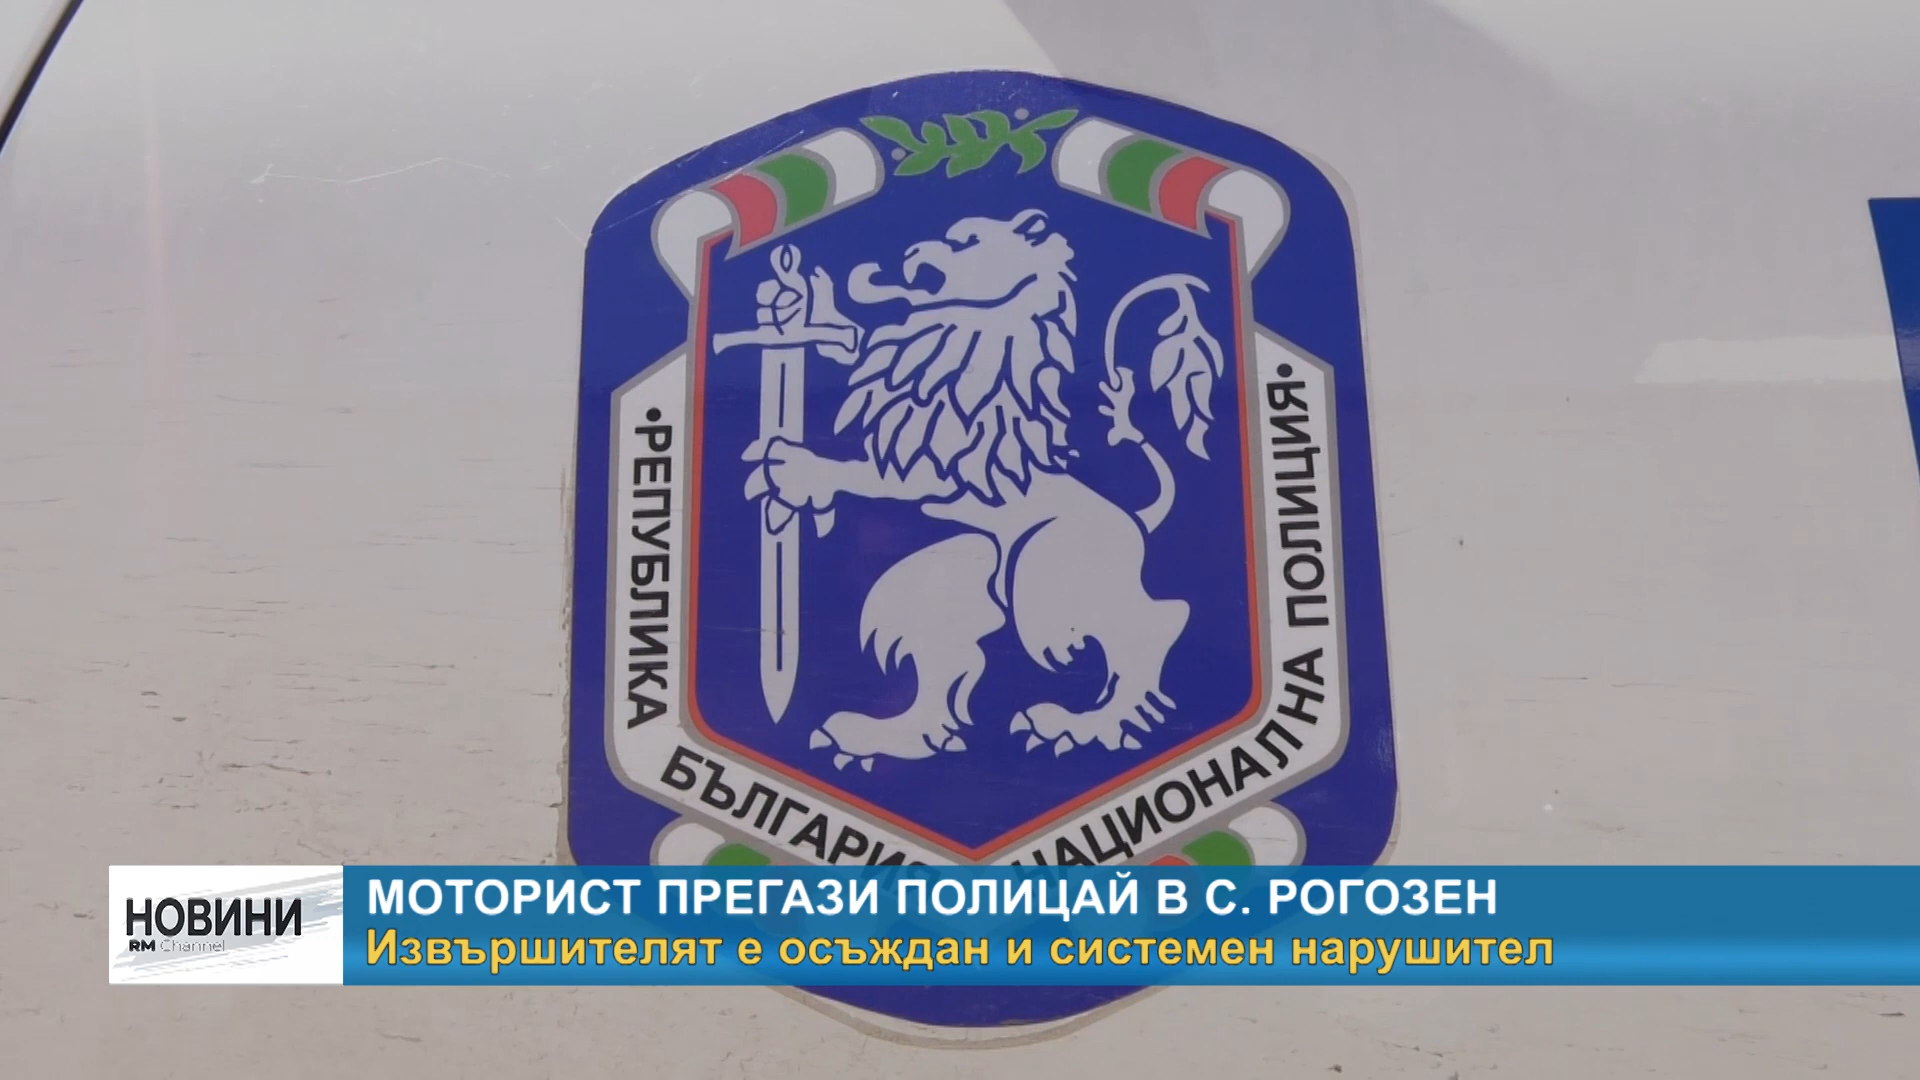 •РЕПУБЛИКА БЪЛГАРИЯ
НАЦИОНАЛНА ПОЛИЦИЯ•
НОВИНИ
RM Channel
МОТОРИСТ ПРЕГАЗИ ПОЛИЦАЙ В С. РОГОЗЕН
Извършителят е осъждан и системен нарушител